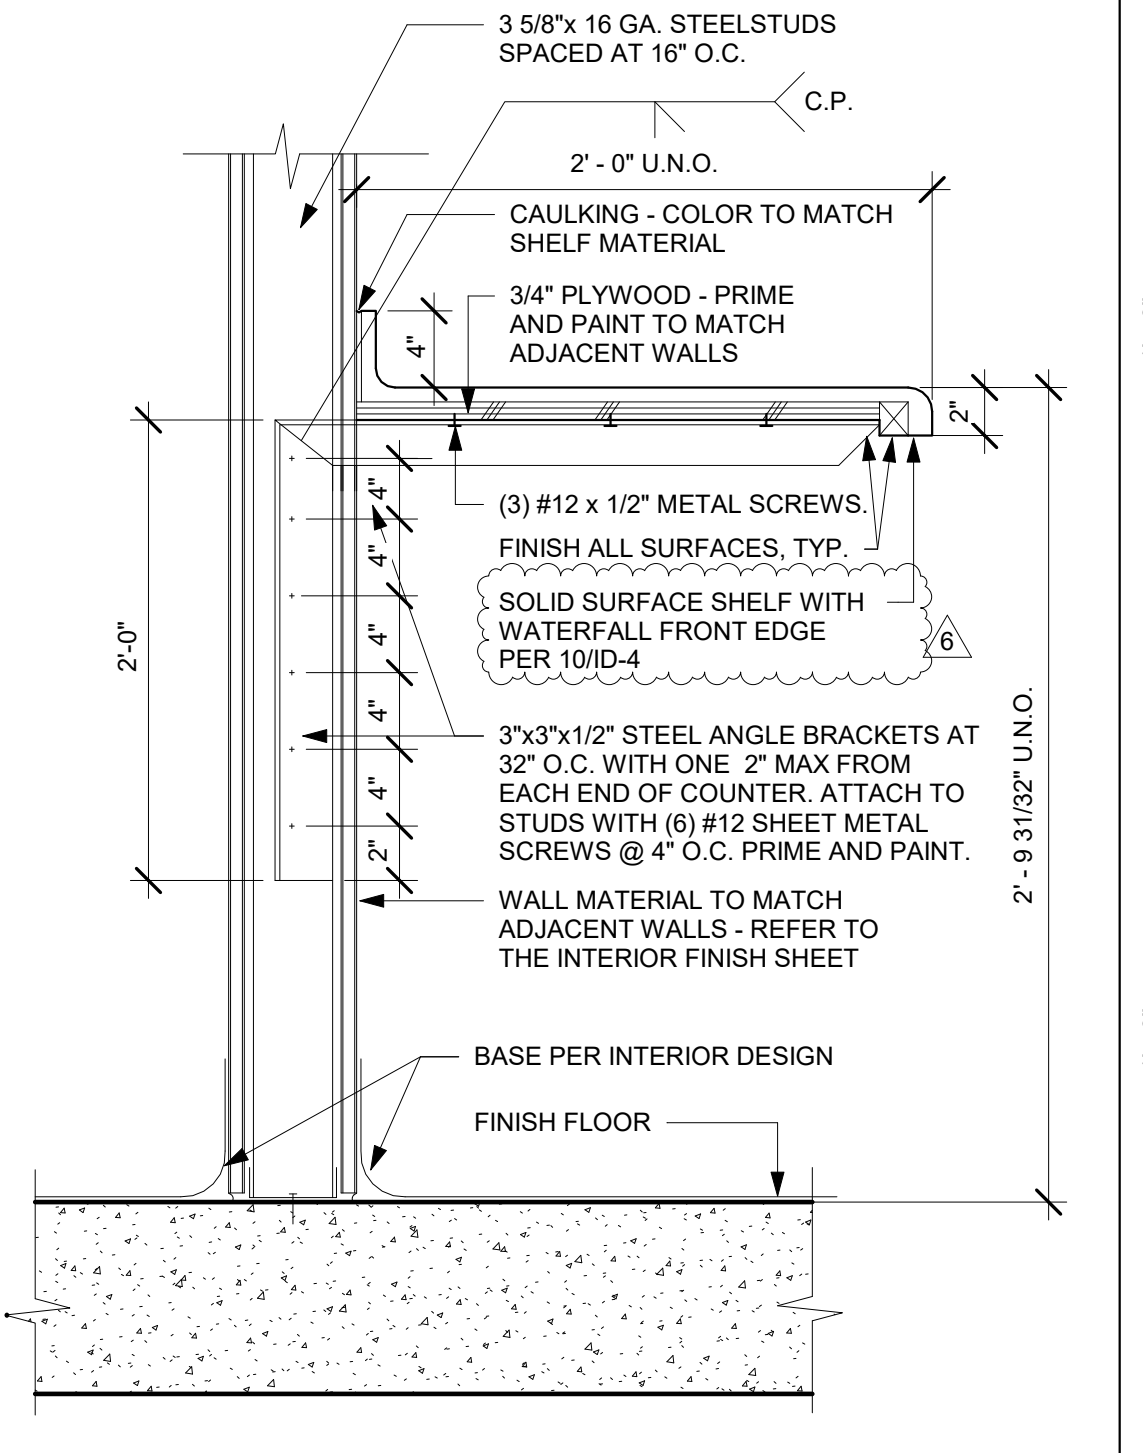 3 5/8"x 16 GA. STEELSTUDS
SPACED AT 16" O.C.
C.P.
2' - 0" U.N.O.
CAULKING - COLOR TO MATCH
SHELF MATERIAL
3/4" PLYWOOD - PRIME
AND PAINT TO MATCH
ADJACENT WALLS
4"
2"
(3) #12 x 1/2" METAL SCREWS.
FINISH ALL SURFACES, TYP.
SOLID SURFACE SHELF WITH
WATERFALL FRONT EDGE
PER 10/ID-4
6
2'-0"
4"
4"
4"
4"
4"
2"
3"x3"x1/2" STEEL ANGLE BRACKETS AT
32" O.C. WITH ONE  2" MAX FROM
EACH END OF COUNTER. ATTACH TO
STUDS WITH (6) #12 SHEET METAL
SCREWS @ 4" O.C. PRIME AND PAINT.
2' - 9 31/32" U.N.O.
WALL MATERIAL TO MATCH
ADJACENT WALLS - REFER TO
THE INTERIOR FINISH SHEET
BASE PER INTERIOR DESIGN
FINISH FLOOR